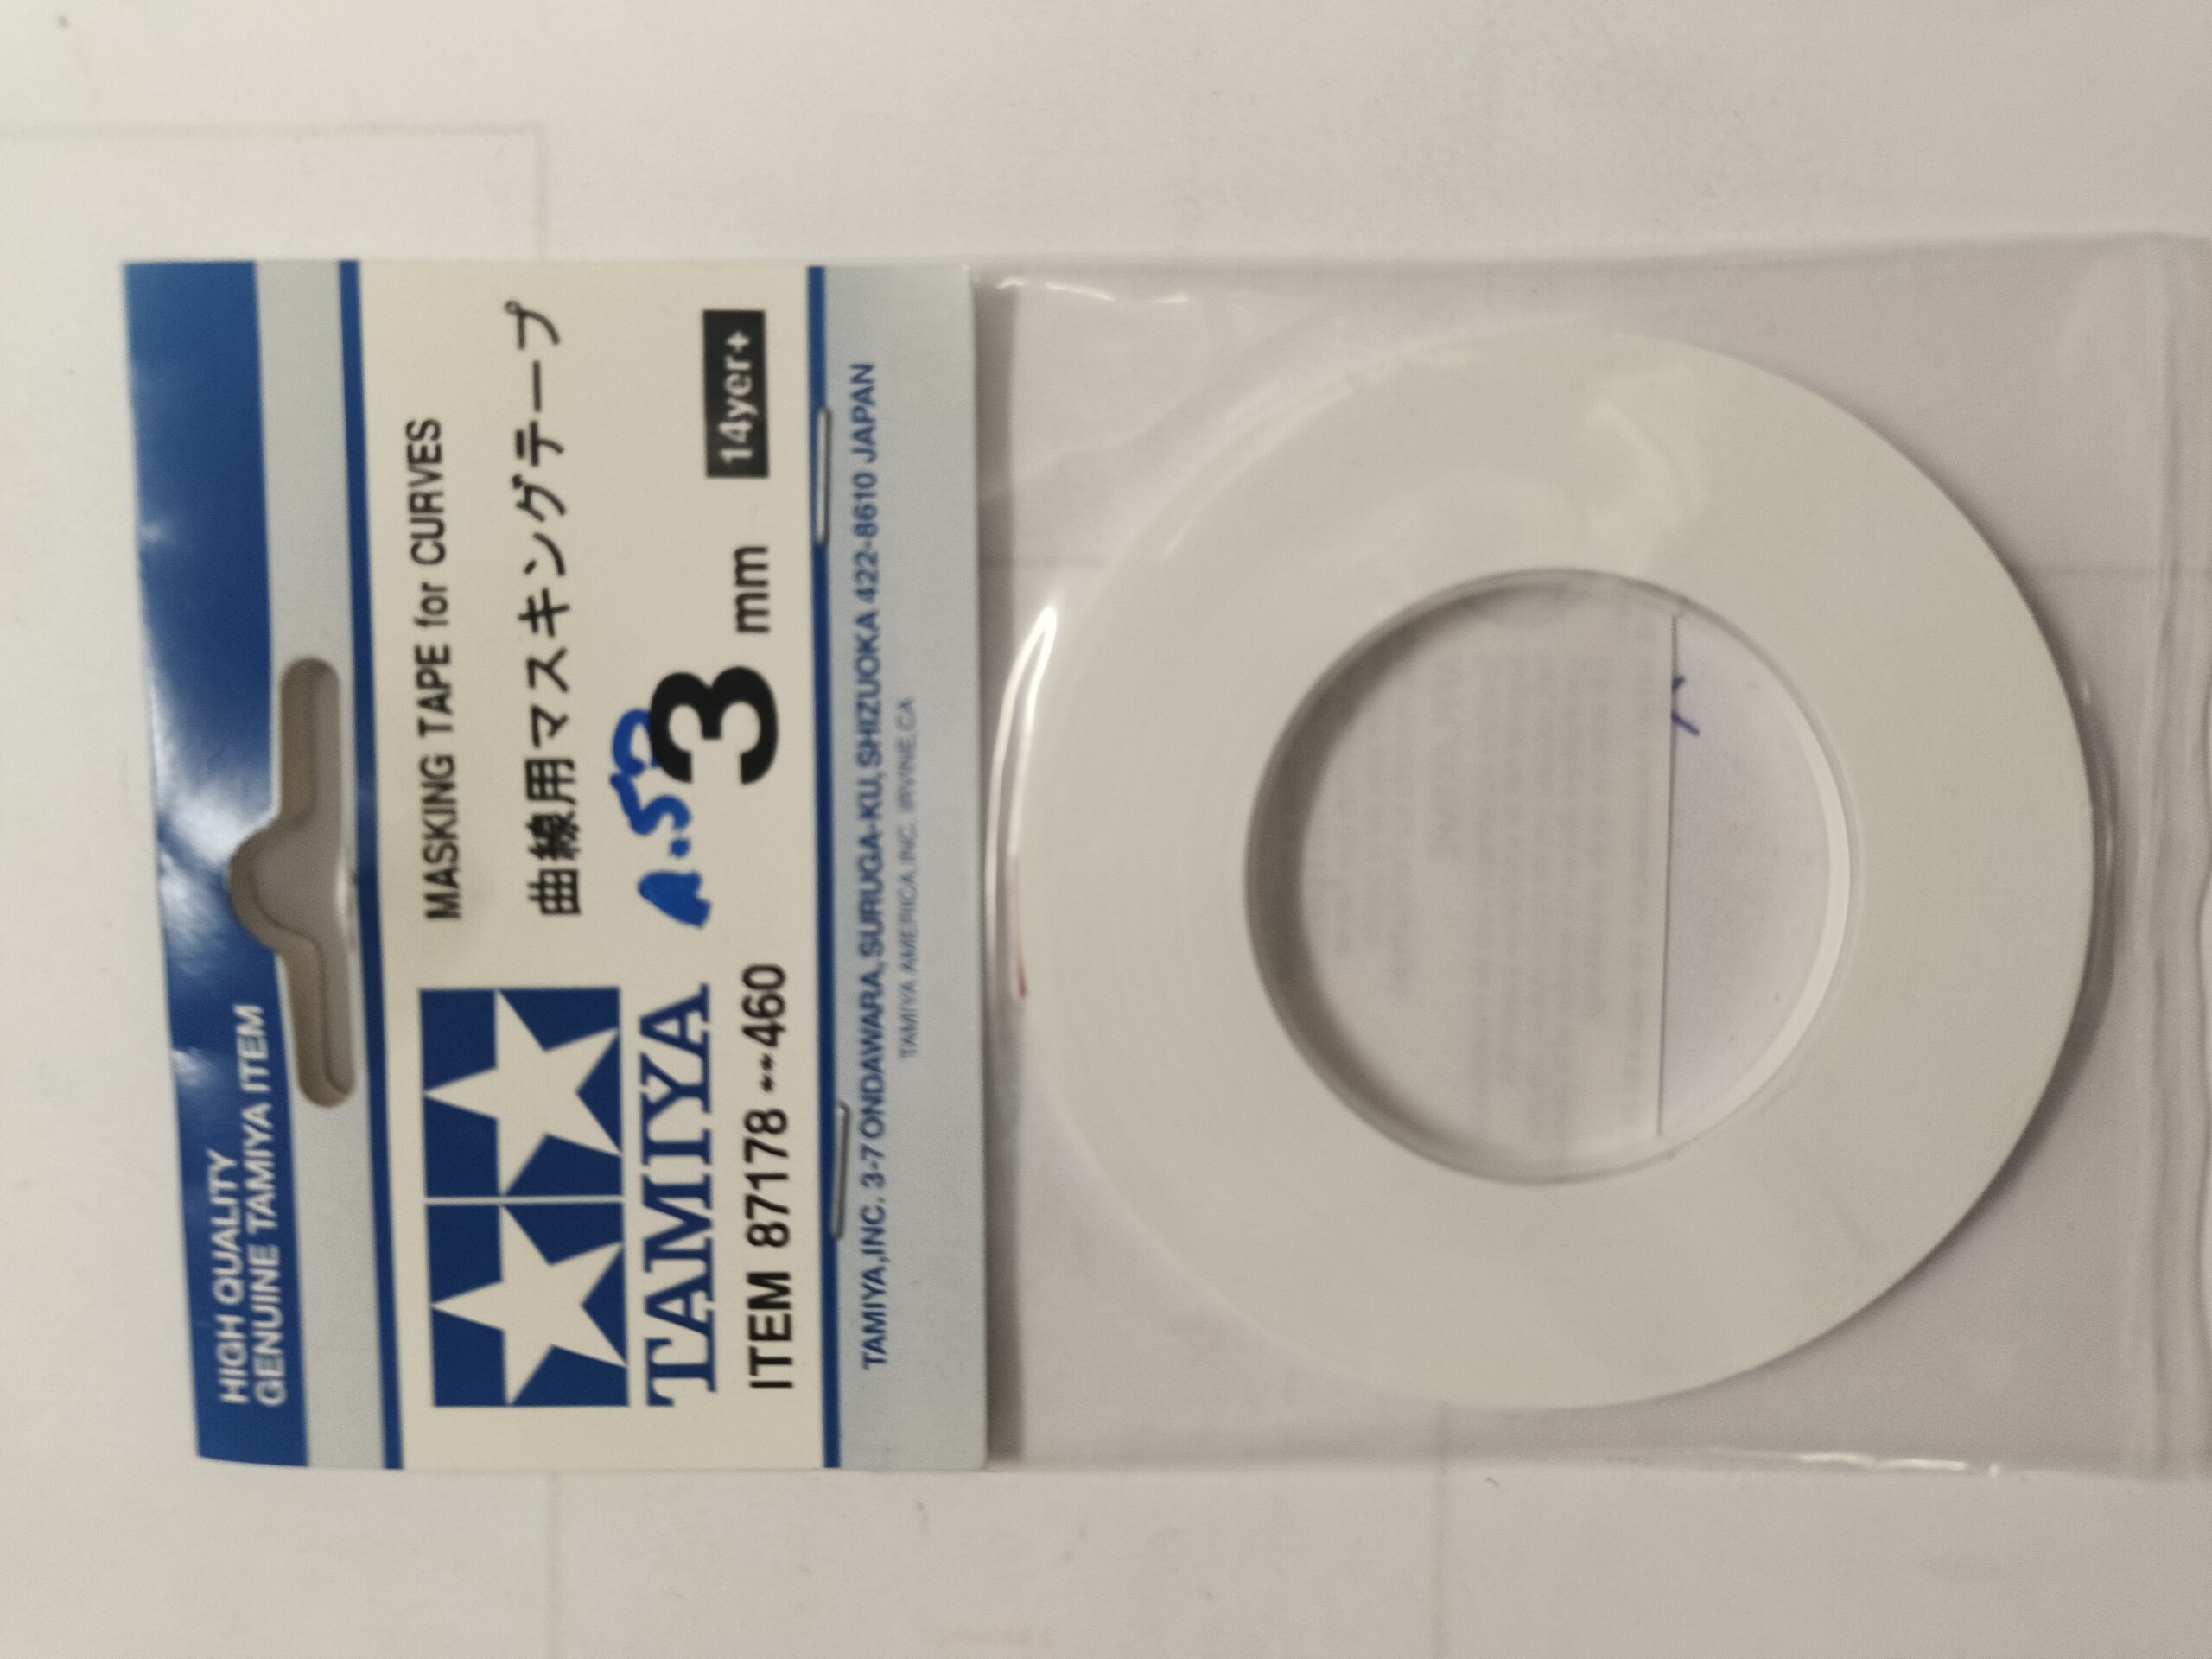 HIGH QUALITY
GENUINE TAMIYA ITEM
TAMIYA
ITEM 87178 **460
MASKING TAPE for CURVES
曲線用マスキングテープ
3 mm
14yer+
TAMIYA,INC. 3-7 ONDAWARA,SURUGA-KU,SHIZUOKA 422-8610 JAPAN
TAMIYA AMERICA,INC. IRVINE,CA